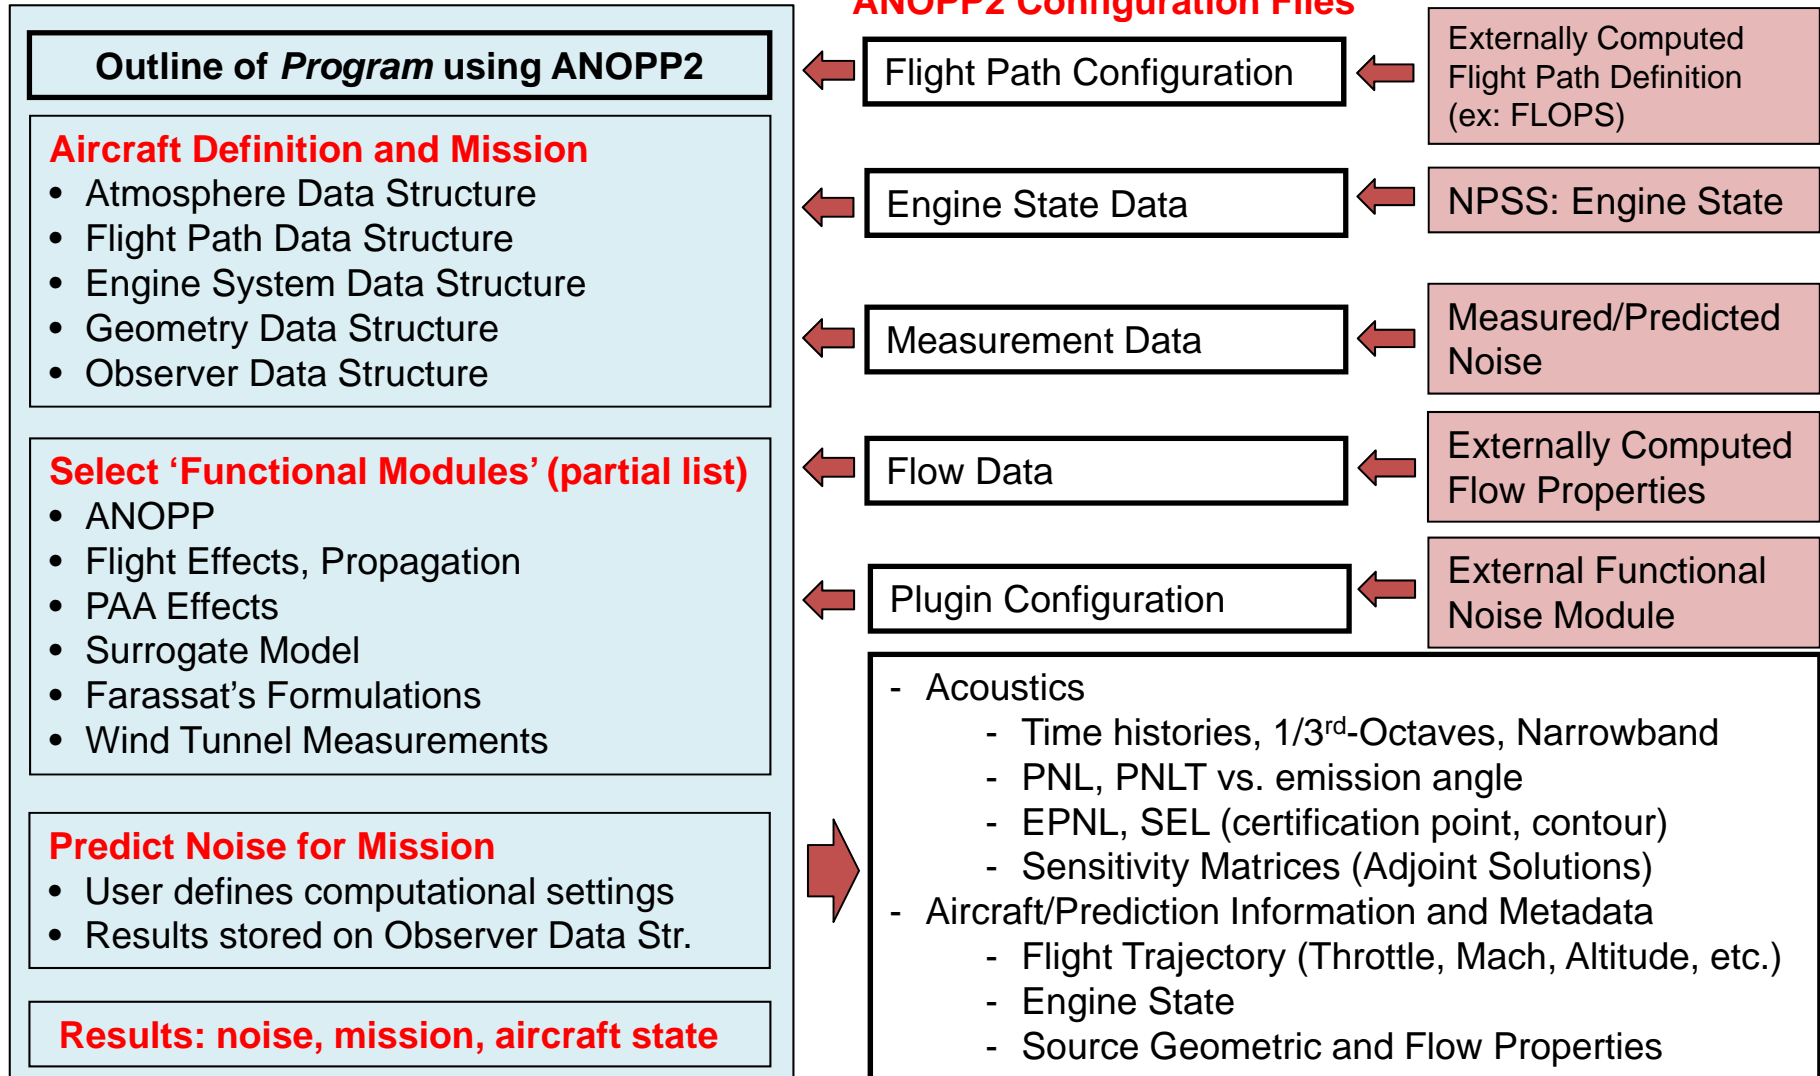 ANOPP2 Configuration Files
Outline of Program using ANOPP2
Aircraft Definition and Mission
• Atmosphere Data Structure
• Flight Path Data Structure
• Engine System Data Structure
• Geometry Data Structure
• Observer Data Structure
Select ‘Functional Modules’ (partial list)
• ANOPP
• Flight Effects, Propagation
• PAA Effects
• Surrogate Model
• Farassat’s Formulations
• Wind Tunnel Measurements
Predict Noise for Mission
• User defines computational settings
• Results stored on Observer Data Str.
Results: noise, mission, aircraft state
Flight Path Configuration
Engine State Data
Measurement Data
Flow Data
Plugin Configuration
Externally Computed
Flight Path Definition
(ex: FLOPS)
NPSS: Engine State
Measured/Predicted
Noise
Externally Computed
Flow Properties
External Functional
Noise Module
- Acoustics
- Time histories, 1/3rd-Octaves, Narrowband
- PNL, PNLT vs. emission angle
- EPNL, SEL (certification point, contour)
- Sensitivity Matrices (Adjoint Solutions)
- Aircraft/Prediction Information and Metadata
- Flight Trajectory (Throttle, Mach, Altitude, etc.)
- Engine State
- Source Geometric and Flow Properties